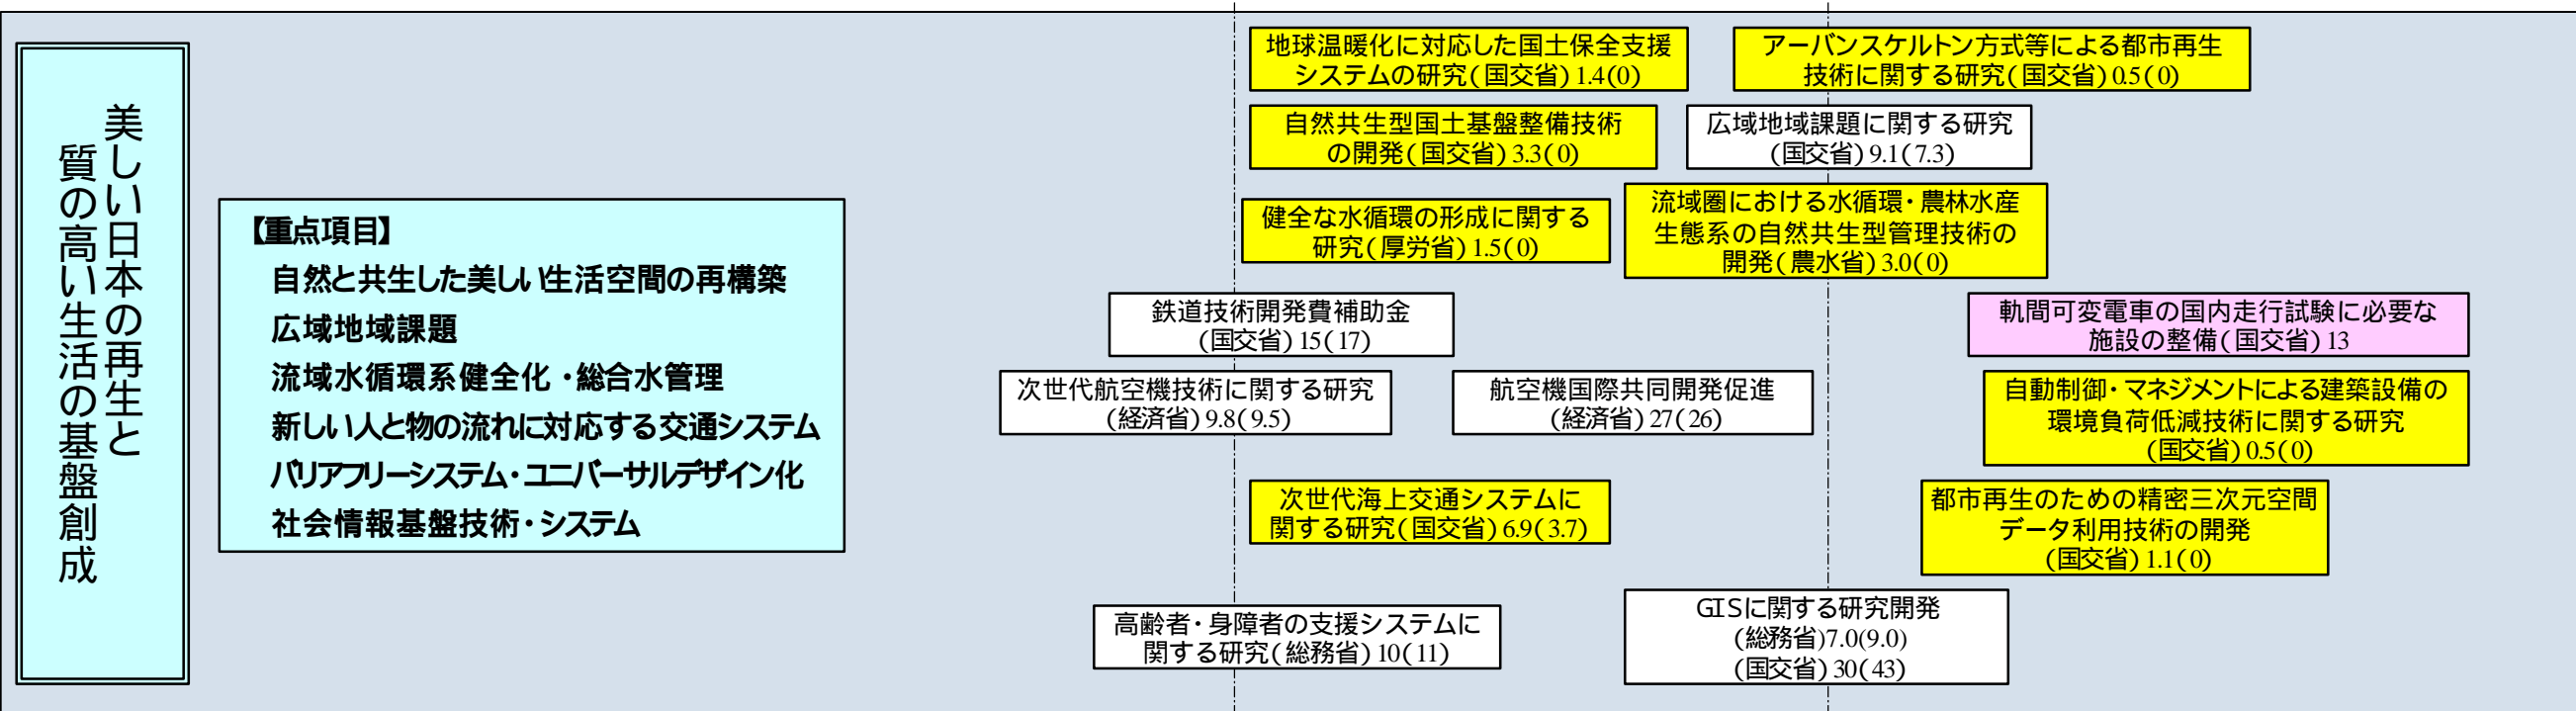 美しい日本の再生と
質の高い生活の基盤創成
【重点項目】
自然と共生した美しい生活空間の再構築
広域地域課題
流域水循環系健全化・総合水管理
新しい人と物の流れに対応する交通システム
バリアフリーシステム・ユニバーサルデザイン化
社会情報基盤技術・システム
地球温暖化に対応した国土保全支援
システムの研究(国交省)1.4(0)
アーバンスケルトン方式等による都市再生
技術に関する研究(国交省)0.5(0)
自然共生型国土基盤整備技術
の開発(国交省)3.3(0)
広域地域課題に関する研究
(国交省)9.1(7.3)
健全な水循環の形成に関する
研究(厚労省)1.5(0)
流域圏における水循環・農林水産
生態系の自然共生型管理技術の
開発(農水省)3.0(0)
鉄道技術開発費補助金
(国交省)15(17)
軌間可変電車の国内走行試験に必要な
施設の整備(国交省)13
次世代航空機技術に関する研究
(経済省)9.8(9.5)
航空機国際共同開発促進
(経済省)27(26)
自動制御・マネジメントによる建築設備の
環境負荷低減技術に関する研究
(国交省)0.5(0)
次世代海上交通システムに
関する研究(国交省)6.9(3.7)
都市再生のための精密三次元空間
データ利用技術の開発
(国交省)1.1(0)
高齢者・身障者の支援システムに
関する研究(総務省)10(11)
GISに関する研究開発
(総務省)7.0(9.0)
(国交省)30(43)